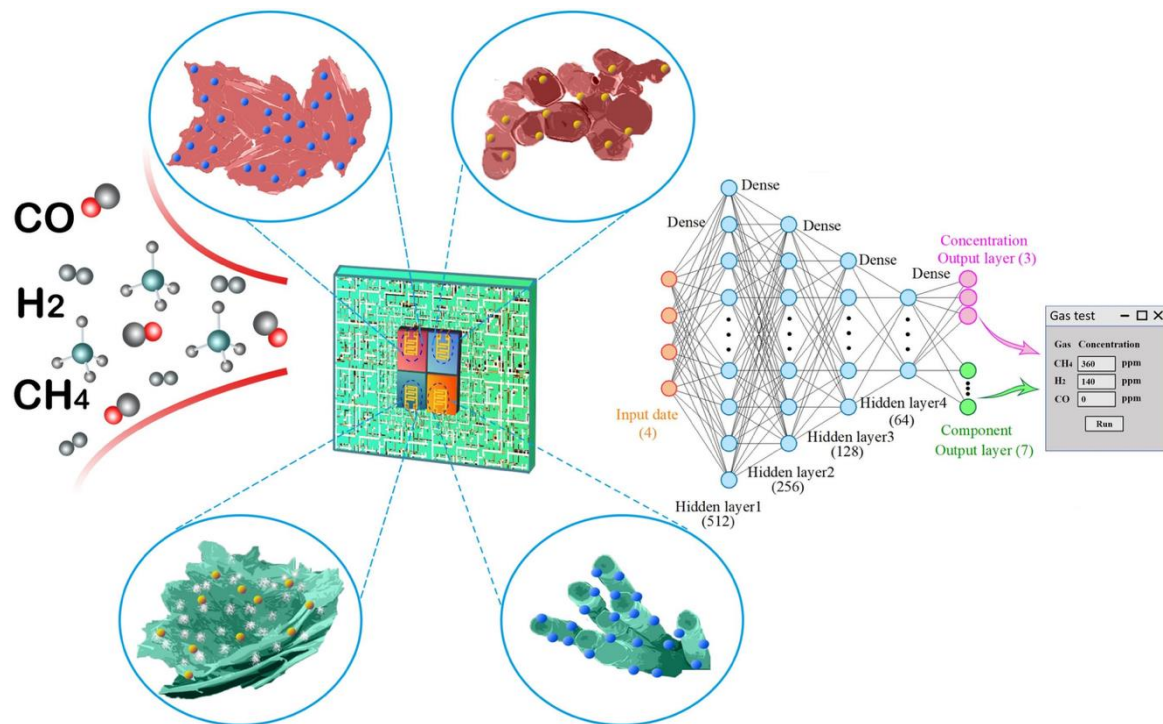 CO
H2
CH4
Dense
Dense
Dense
Dense
Dense
Input date
(4)
Hidden layer1
(512)
Hidden layer2
(256)
Hidden layer3
(128)
Hidden layer4
(64)
Concentration
Output layer (3)
Component
Output layer (7)
Gas test
Gas Concentration
CH4 360 ppm
H2 140 ppm
CO 0 ppm
Run